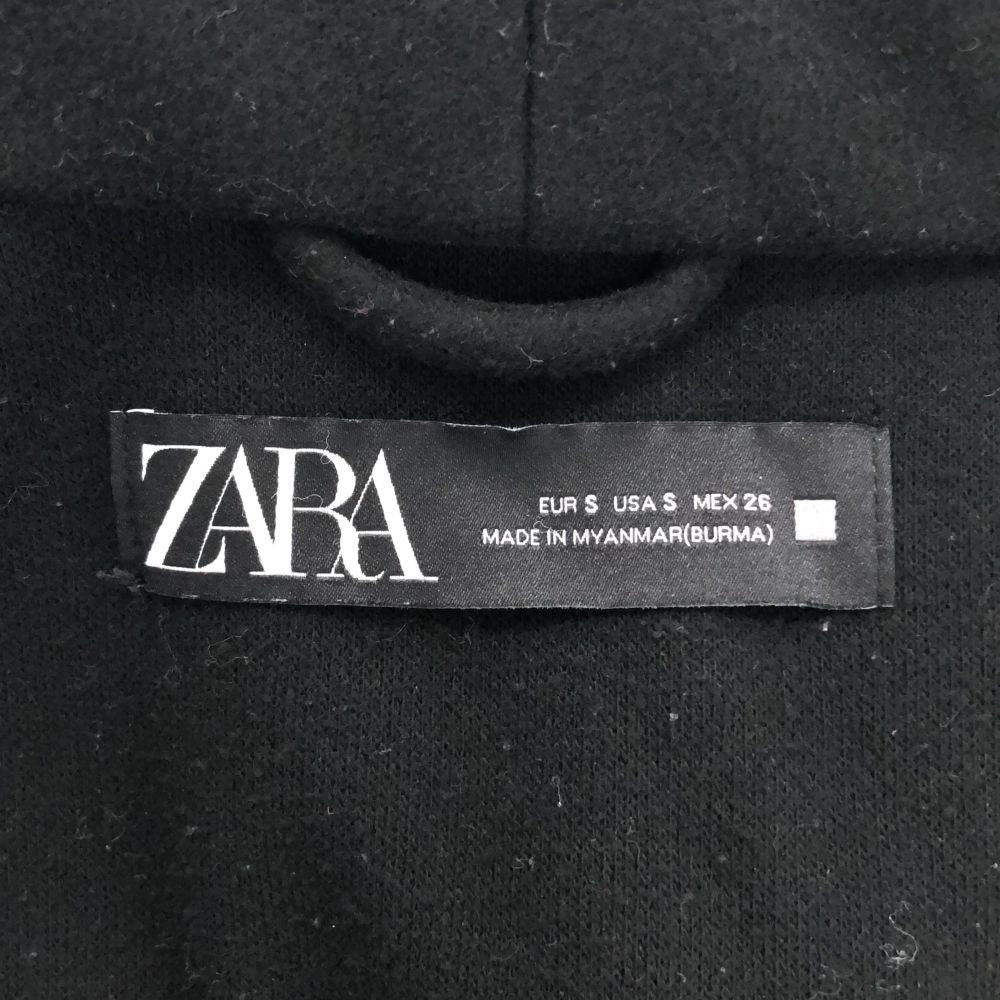 ZARA
EUR S USA S MEX 26
MADE IN MYANMAR(BURMA)